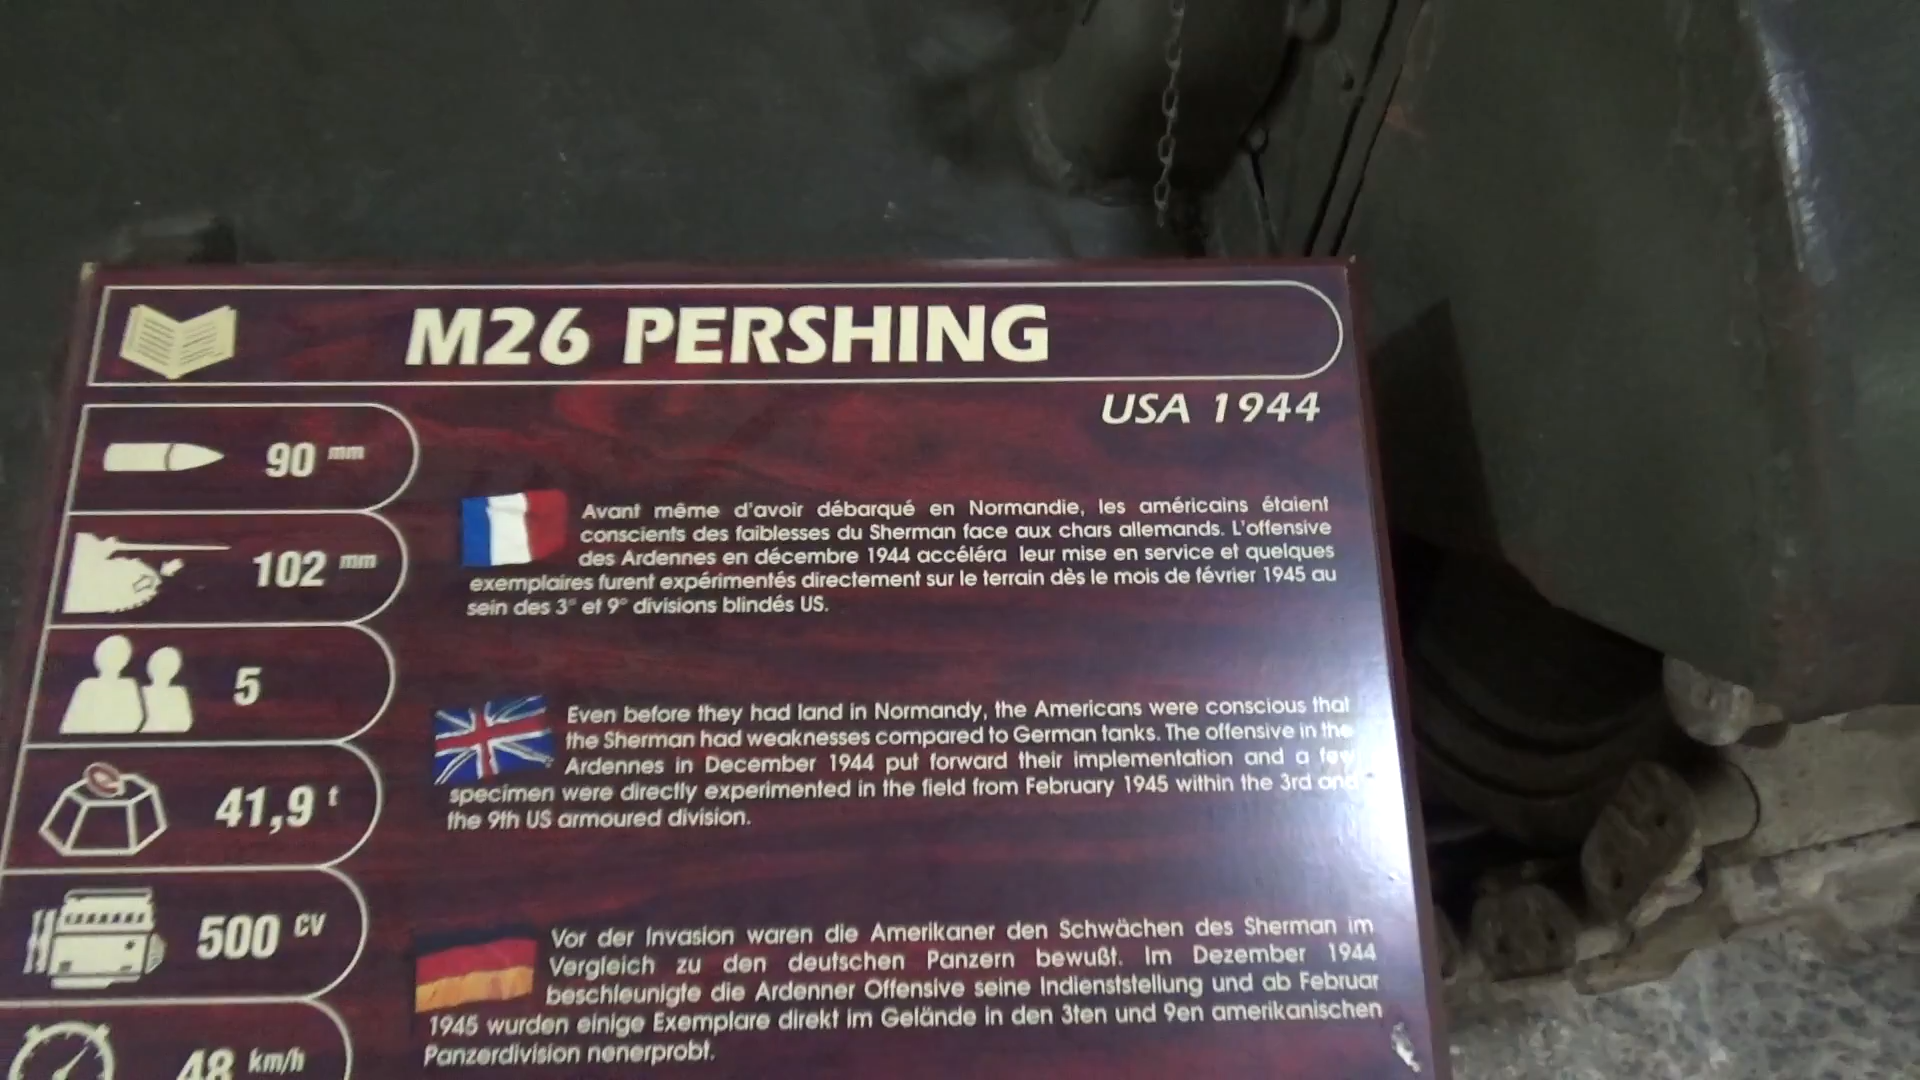 M26 PERSHING
USA 1944
90 mm
102 mm
5
41,9 t
500 cv
48 km/h
Avant même d'avoir débarqué en Normandie, les américains étaient
conscients des faiblesses du Sherman face aux chars allemands. L'offensive
des Ardennes en décembre 1944 accéléra leur mise en service et quelques
exemplaires furent expérimentés directement sur le terrain dès le mois de février 1945 au
sein des 3° et 9° divisions blindés US.
Even before they had land in Normandy, the Americans were conscious that
the Sherman had weaknesses compared to German tanks. The offensive in the
Ardennes in December 1944 put forward their implementation and a few
specimen were directly experimented in the field from February 1945 within the 3rd and
the 9th US armoured division.
Vor der Invasion waren die Amerikaner den Schwächen des Sherman im
Vergleich zu den deutschen Panzern bewußt. Im Dezember 1944
beschleunigte die Ardenner Offensive seine Indienststellung und ab Februar
1945 wurden einige Exemplare direkt im Gelände in den 3ten und 9en amerikanischen
Panzerdivision nenerprobt.